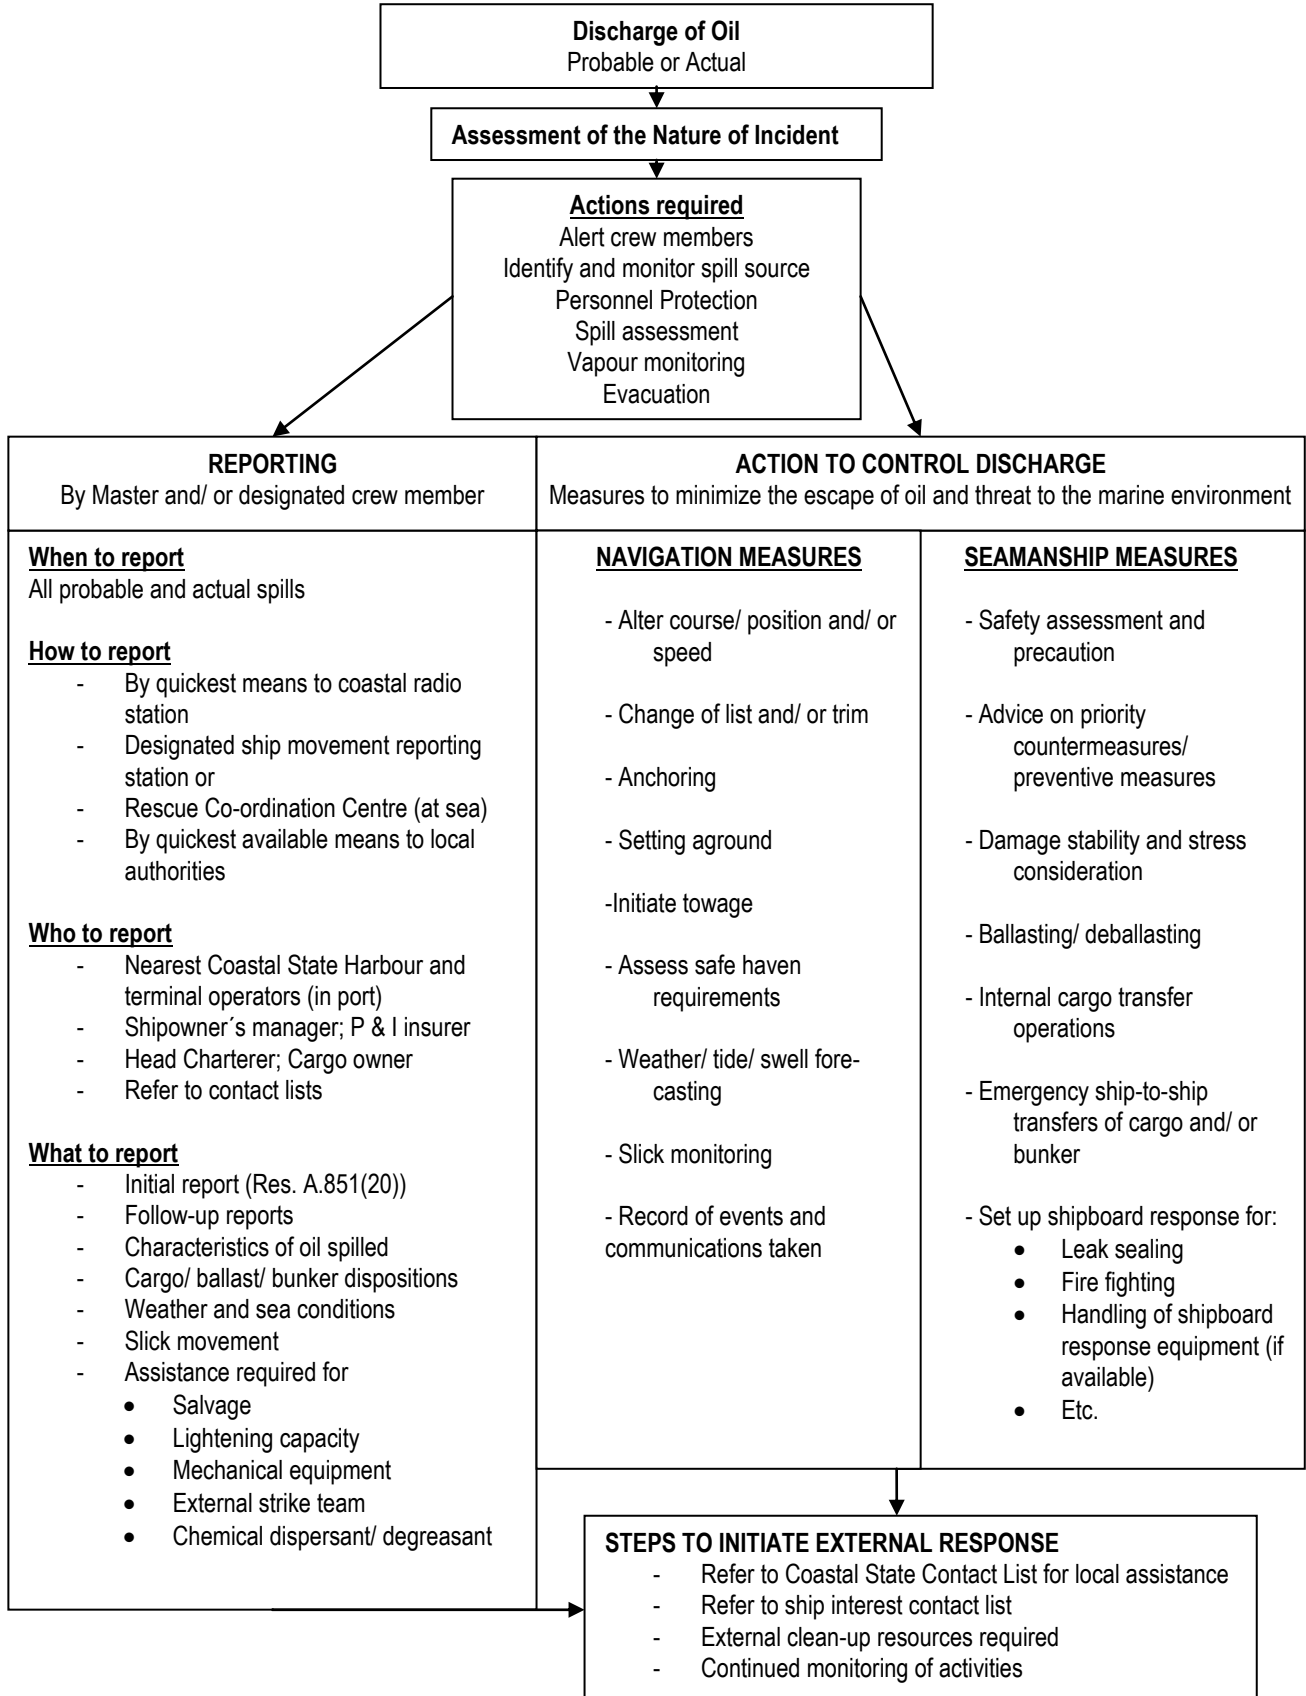 Discharge of Oil
Probable or Actual
Assessment of the Nature of Incident
Actions required
Alert crew members
Identify and monitor spill source
Personnel Protection
Spill assessment
Vapour monitoring
Evacuation
REPORTING
By Master and/ or designated crew member
ACTION TO CONTROL DISCHARGE
Measures to minimize the escape of oil and threat to the marine environment
When to report
All probable and actual spills
How to report
- By quickest means to coastal radio
station
- Designated ship movement reporting
station or
- Rescue Co-ordination Centre (at sea)
- By quickest available means to local
authorities
Who to report
- Nearest Coastal State Harbour and
terminal operators (in port)
- Shipowner´s manager; P & I insurer
- Head Charterer; Cargo owner
- Refer to contact lists
What to report
- Initial report (Res. A.851(20))
- Follow-up reports
- Characteristics of oil spilled
- Cargo/ ballast/ bunker dispositions
- Weather and sea conditions
- Slick movement
- Assistance required for
• Salvage
• Lightening capacity
• Mechanical equipment
• External strike team
• Chemical dispersant/ degreasant
NAVIGATION MEASURES
- Alter course/ position and/ or
speed
- Change of list and/ or trim
- Anchoring
- Setting aground
-Initiate towage
- Assess safe haven
requirements
- Weather/ tide/ swell fore-
casting
- Slick monitoring
- Record of events and
communications taken
SEAMANSHIP MEASURES
- Safety assessment and
precaution
- Advice on priority
countermeasures/
preventive measures
- Damage stability and stress
consideration
- Ballasting/ deballasting
- Internal cargo transfer
operations
- Emergency ship-to-ship
transfers of cargo and/ or
bunker
- Set up shipboard response for:
• Leak sealing
• Fire fighting
• Handling of shipboard
response equipment (if
available)
• Etc.
STEPS TO INITIATE EXTERNAL RESPONSE
- Refer to Coastal State Contact List for local assistance
- Refer to ship interest contact list
- External clean-up resources required
- Continued monitoring of activities